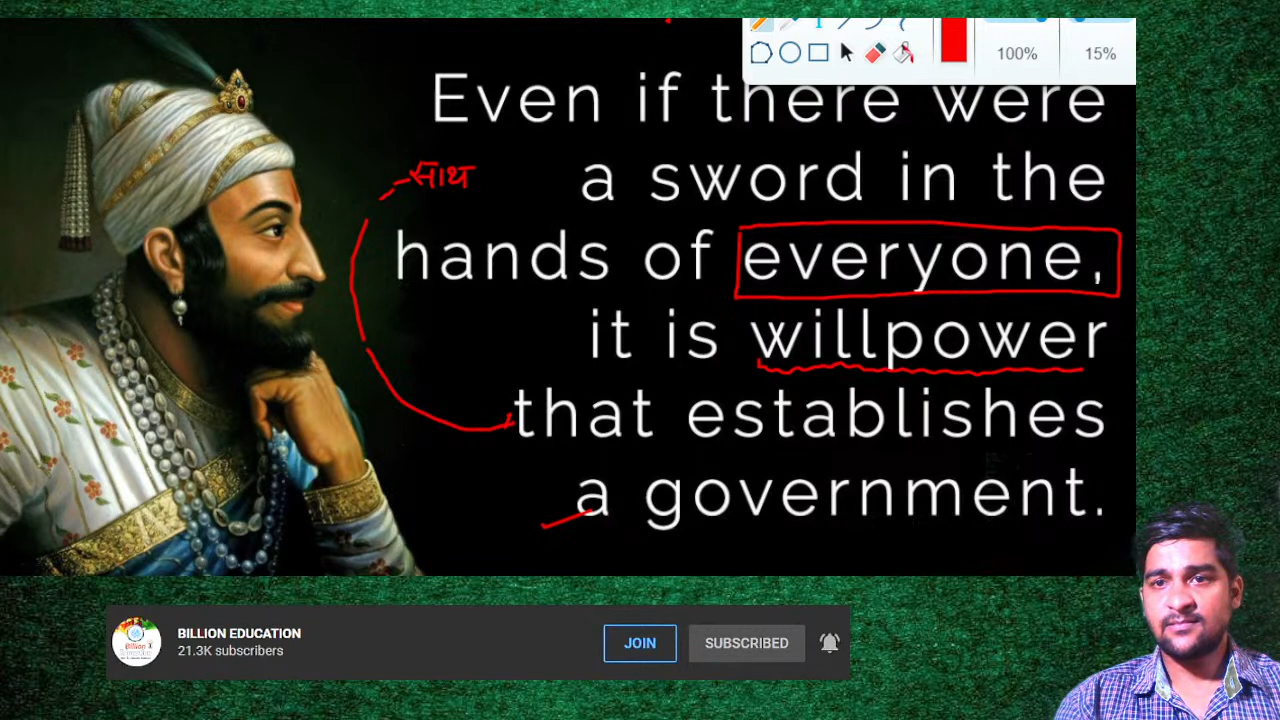 100%
15%
Even if there were
a sword in the
साथ
hands of everyone,
it is willpower
that establishes
a government.
BILLION EDUCATION
21.3K subscribers
JOIN
SUBSCRIBED
Billion